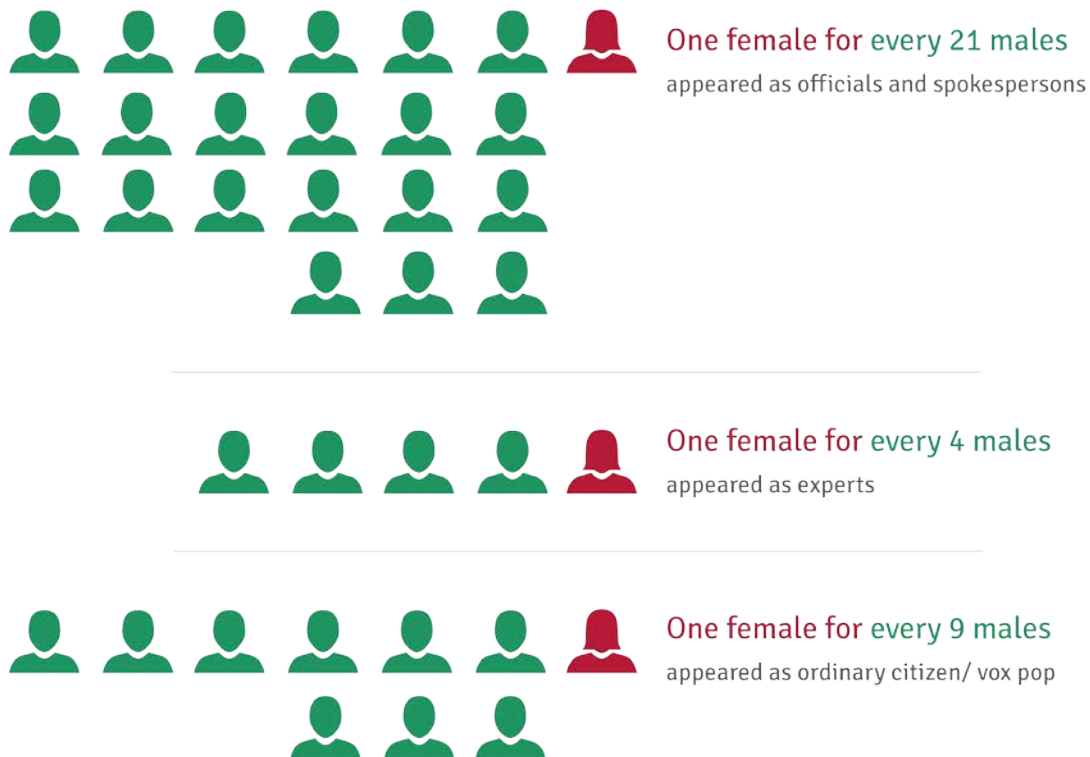 One female for every 21 males
appeared as officials and spokespersons
One female for every 4 males
appeared as experts
One female for every 9 males
appeared as ordinary citizen/ vox pop